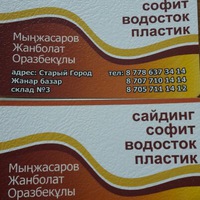 софит
водосток
пластик
Мыңжасаров
Жанболат
Оразбекұлы
адрес: Старый Город
Жанар базар
склад №3
тел: 8 778 637 34 14
8 707 710 14 14
8 705 711 14 12
сайдинг
софит
водосток
пластик
Мыңжасаров
Жанболат
Оразбекұлы